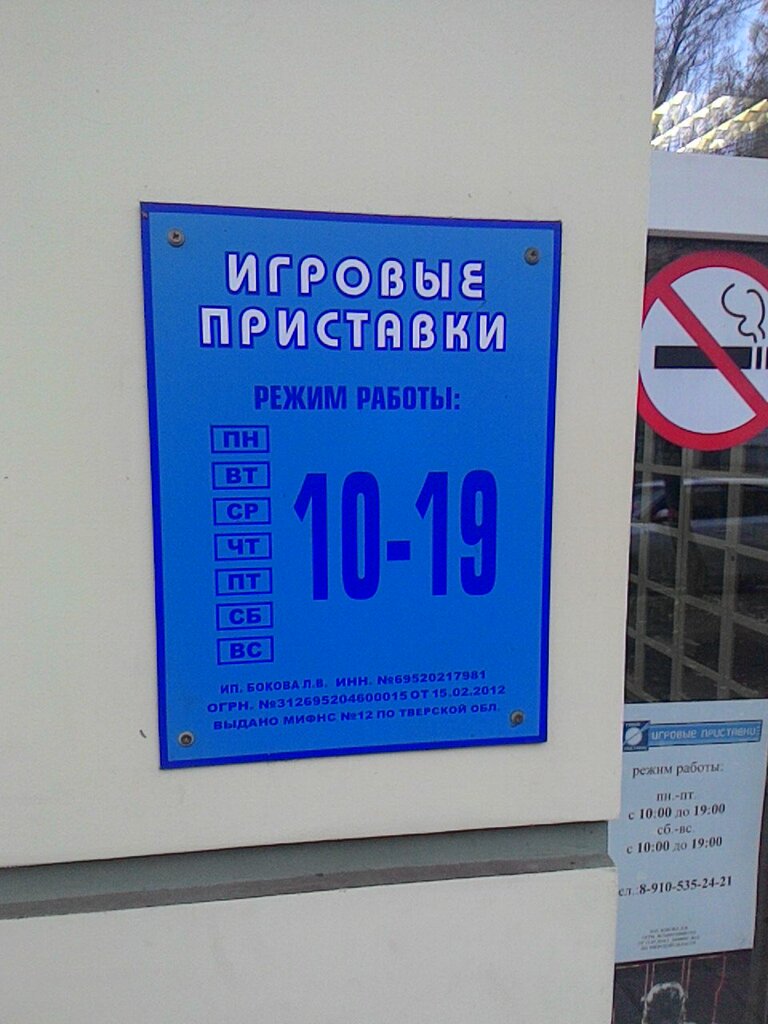 ИГРОВЫЕ
ПРИСТАВКИ
РЕЖИМ РАБОТЫ:
ПН
ВТ
СР
ЧТ
ПТ
СБ
ВС
10-19
ИП. БОКОВА Л.В. ИНН. №69520217981
ОГРН. №312695204600015 ОТ 15.02.2012
ВЫДАНО МИФНС №12 ПО ТВЕРСКОЙ ОБЛ.
ИГРОВЫЕ ПРИСТАВКИ
режим работы:
пн.-пт.
с 10:00 до 19:00
сб.-вс.
с 10:00 до 19:00
ел.:8-910-535-24-21